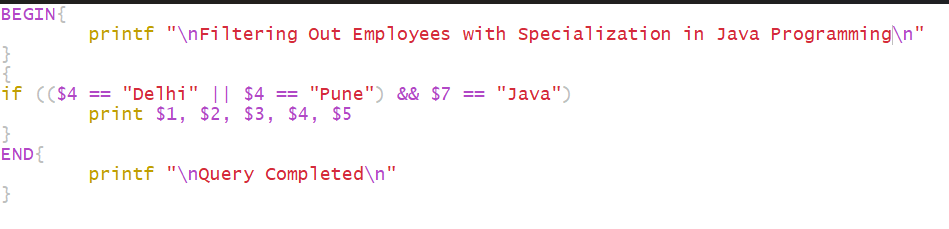 BEGIN{
        printf "\nFiltering Out Employees with Specialization in Java Programming\n"
}
{
if (($4 == "Delhi" || $4 == "Pune") && $7 == "Java")
        print $1, $2, $3, $4, $5
}
END{
        printf "\nQuery Completed\n"
}